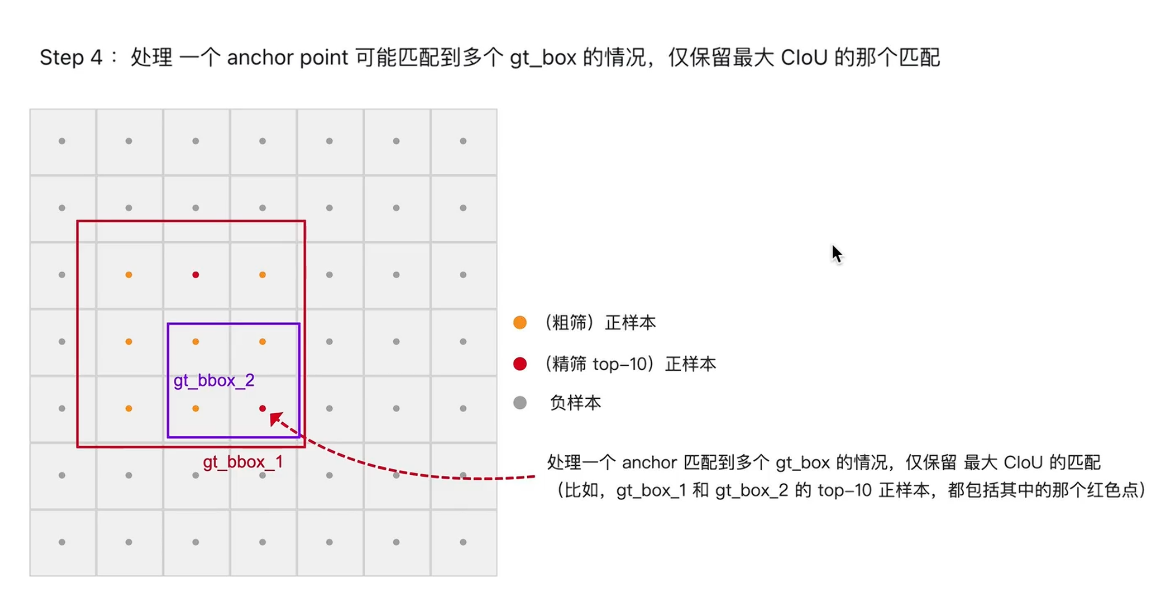 Step 4： 处理 一个 anchor point 可能匹配到多个 gt_box 的情况，仅保留最大 CIoU 的那个匹配
（粗筛）正样本
（精筛 top-10）正样本
gt_bbox_2
负样本
gt_bbox_1
处理一个 anchor 匹配到多个 gt_box 的情况，仅保留 最大 CIoU 的匹配
（比如，gt_box_1 和 gt_box_2 的 top-10 正样本，都包括其中的那个红色点）